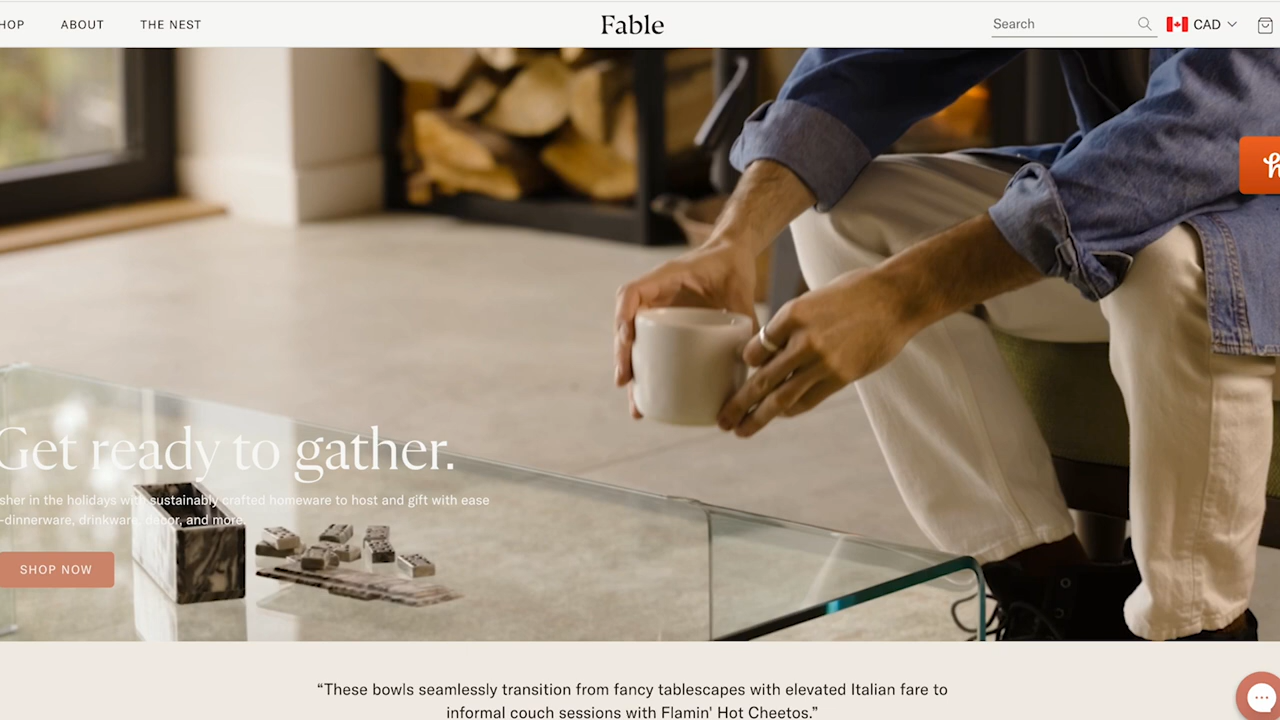 HOP ABOUT THE NEST Fable Search CAD
Get ready to gather.
sher in the holidays with sustainably crafted homeware to host and gift with ease
-dinnerware, drinkware, decor, and more.
SHOP NOW
“These bowls seamlessly transition from fancy tablescapes with elevated Italian fare to
informal couch sessions with Flamin' Hot Cheetos.”